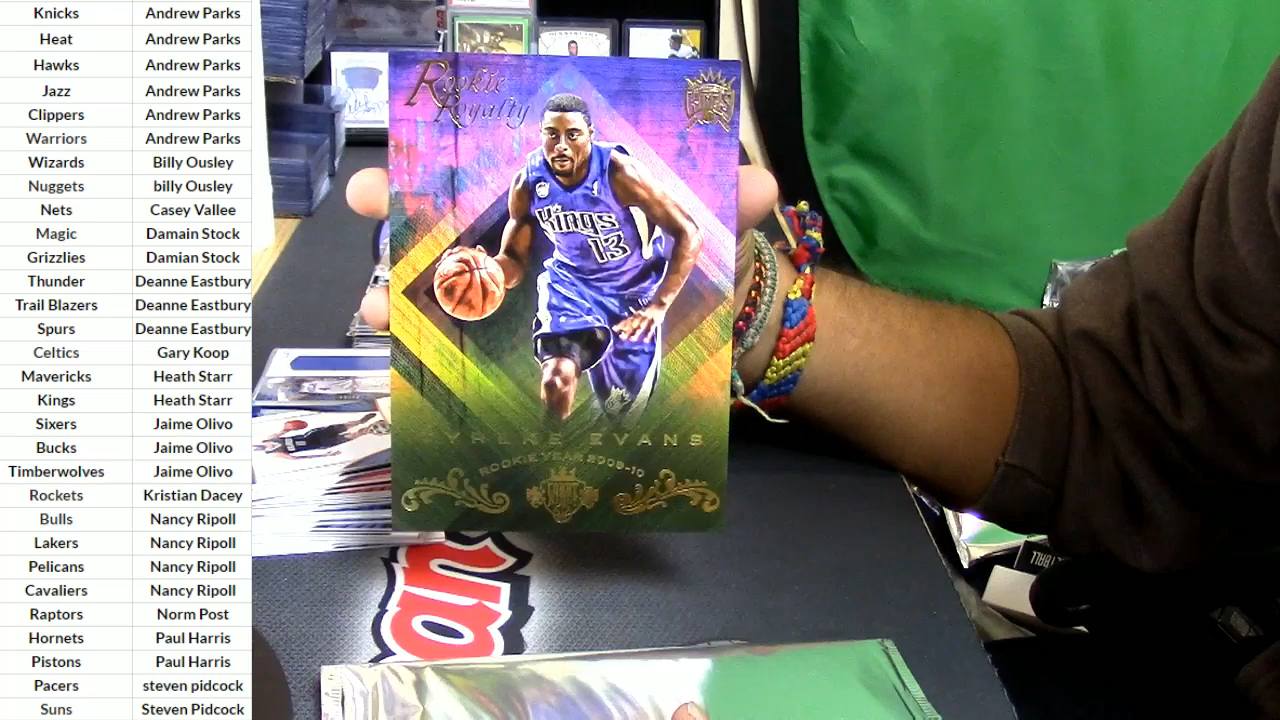 Knicks Andrew Parks
Heat Andrew Parks
Hawks Andrew Parks
Jazz Andrew Parks
Clippers Andrew Parks
Warriors Andrew Parks
Wizards Billy Ousley
Nuggets billy Ousley
Nets Casey Vallee
Magic Damain Stock
Grizzlies Damian Stock
Thunder Deanne Eastbury
Trail Blazers Deanne Eastbury
Spurs Deanne Eastbury
Celtics Gary Koop
Mavericks Heath Starr
Kings Heath Starr
Sixers Jaime Olivo
Bucks Jaime Olivo
Timberwolves Jaime Olivo
Rockets Kristian Dacey
Bulls Nancy Ripoll
Lakers Nancy Ripoll
Pelicans Nancy Ripoll
Cavaliers Nancy Ripoll
Raptors Norm Post
Hornets Paul Harris
Pistons Paul Harris
Pacers steven pidcock
Suns Steven Pidcock
Rookie
Royalty
Kings
13
EVANS
ROOKIE YEAR 2009-10